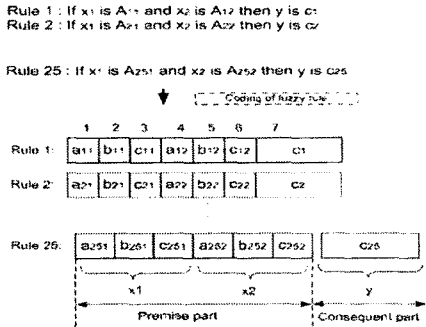 Rule 1 : If x1 is A11 and x2 is A12 then y is c1
Rule 2 : If x1 is A21 and x2 is A22 then y is c2
Rule 25 : If x1 is A251 and x2 is A252 then y is c25
Coding of fuzzy rule
1 2 3 4 5 6 7
Rule 1: a11 b11 c11 a12 b12 c12 c1
Rule 2: a21 b21 c21 a22 b22 c22 c2
Rule 25: a251 b251 c251 a252 b252 c252 c25
x1 x2 y
Premise part Consequent part